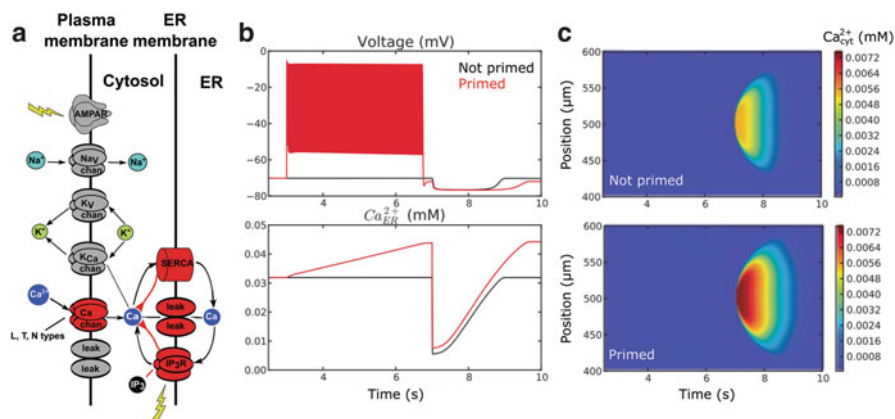 a
Plasma membrane
ER membrane
Cytosol
ER
AMPAR
Na⁺
Naᵥ chan
Na⁺
Kᵥ chan
K⁺
K⁺
K_Ca chan
Ca²⁺
Ca chan
L, T, N types
leak
leak
Ca
SERCA
leak
leak
Ca
IP₃
IP₃R
b
Voltage (mV)
0
−20
−40
−60
−80
Not primed
Primed
4
6
8
10
Ca²⁺_ER (mM)
0.05
0.04
0.03
0.02
0.01
0.00
4
6
8
10
Time (s)
c
Ca²⁺_cyt (mM)
Position (µm)
600
550
500
450
400
Not primed
4
6
8
10
0.0072
0.0064
0.0056
0.0048
0.0040
0.0032
0.0024
0.0016
0.0008
Position (µm)
600
550
500
450
400
Primed
4
6
8
10
Time (s)
0.0072
0.0064
0.0056
0.0048
0.0040
0.0032
0.0024
0.0016
0.0008